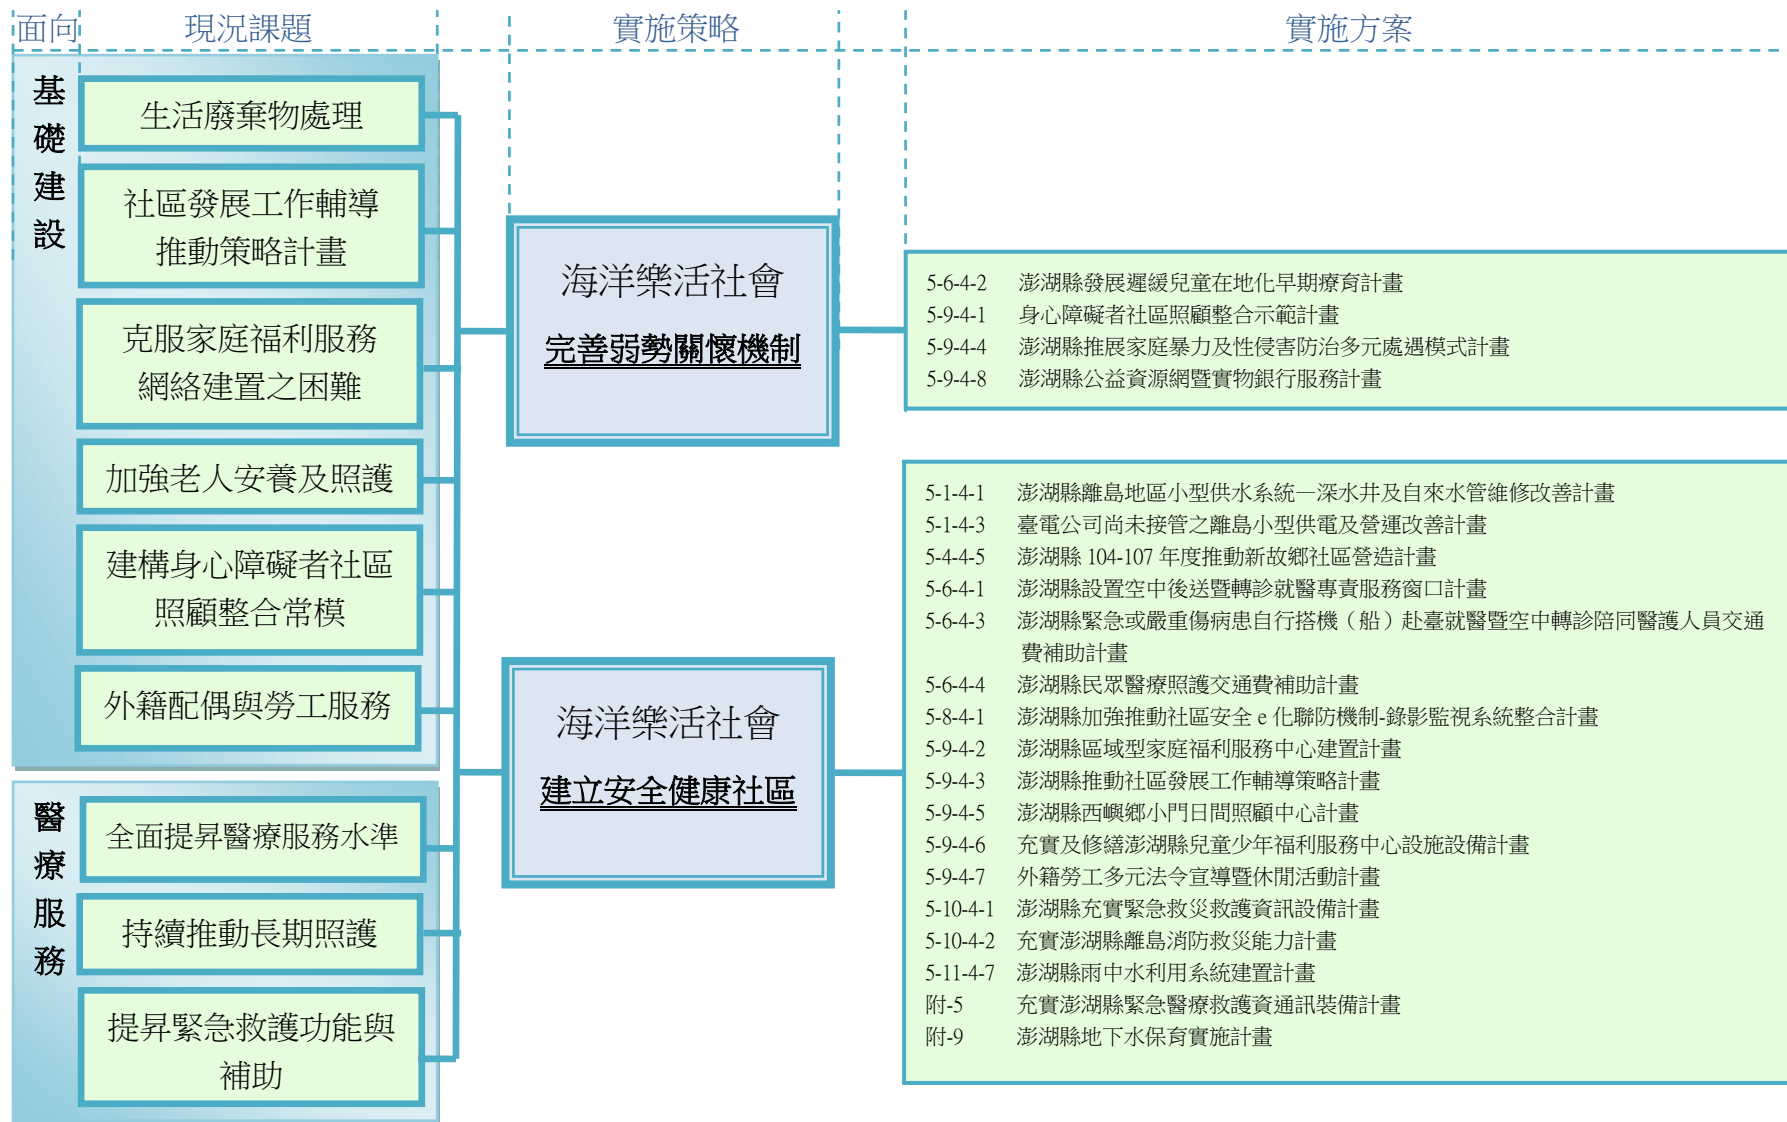 面向
現況課題
實施策略
實施方案
基礎建設
生活廢棄物處理
社區發展工作輔導
推動策略計畫
克服家庭福利服務
網絡建置之困難
加強老人安養及照護
建構身心障礙者社區
照顧整合常模
外籍配偶與勞工服務
醫療服務
全面提昇醫療服務水準
持續推動長期照護
提昇緊急救護功能與
補助
海洋樂活社會
完善弱勢關懷機制
海洋樂活社會
建立安全健康社區
5-6-4-2 澎湖縣發展遲緩兒童在地化早期療育計畫
5-9-4-1 身心障礙者社區照顧整合示範計畫
5-9-4-4 澎湖縣推展家庭暴力及性侵害防治多元處遇模式計畫
5-9-4-8 澎湖縣公益資源網暨實物銀行服務計畫
5-1-4-1 澎湖縣離島地區小型供水系統—深水井及自來水管維修改善計畫
5-1-4-3 臺電公司尚未接管之離島小型供電及營運改善計畫
5-4-4-5 澎湖縣 104-107 年度推動新故鄉社區營造計畫
5-6-4-1 澎湖縣設置空中後送暨轉診就醫專責服務窗口計畫
5-6-4-3 澎湖縣緊急或嚴重傷病患自行搭機（船）赴臺就醫暨空中轉診陪同醫護人員交通
費補助計畫
5-6-4-4 澎湖縣民眾醫療照護交通費補助計畫
5-8-4-1 澎湖縣加強推動社區安全 e 化聯防機制-錄影監視系統整合計畫
5-9-4-2 澎湖縣區域型家庭福利服務中心建置計畫
5-9-4-3 澎湖縣推動社區發展工作輔導策略計畫
5-9-4-5 澎湖縣西嶼鄉小門日間照顧中心計畫
5-9-4-6 充實及修繕澎湖縣兒童少年福利服務中心設施設備計畫
5-9-4-7 外籍勞工多元法令宣導暨休閒活動計畫
5-10-4-1 澎湖縣充實緊急救災救護資訊設備計畫
5-10-4-2 充實澎湖縣離島消防救災能力計畫
5-11-4-7 澎湖縣雨中水利用系統建置計畫
附-5 充實澎湖縣緊急醫療救護資通訊裝備計畫
附-9 澎湖縣地下水保育實施計畫